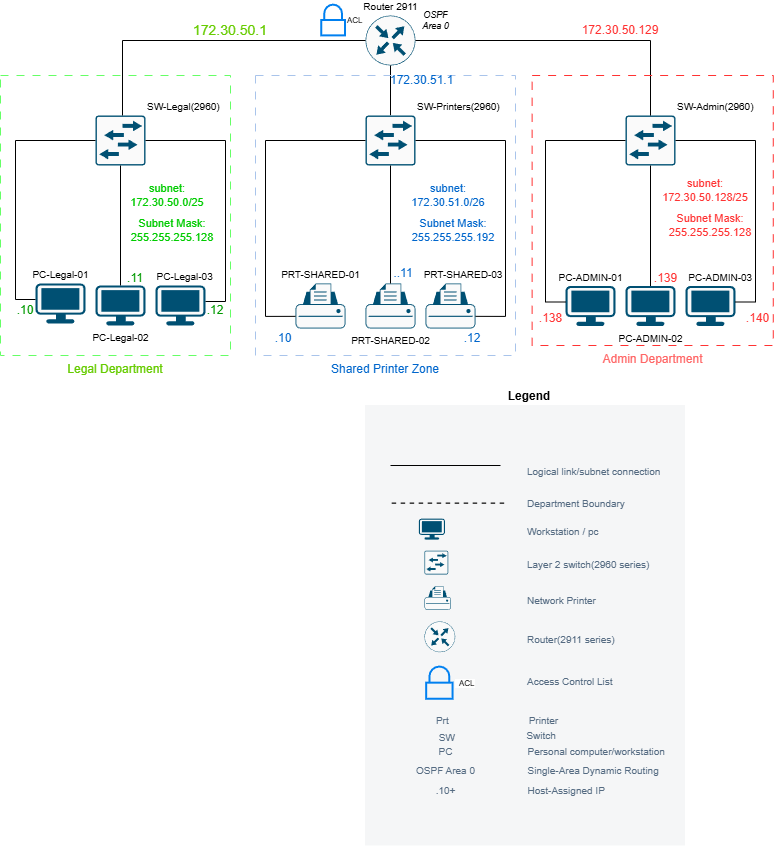 Router 2911
ACL
OSPF
Area 0
172.30.50.1
172.30.50.129
172.30.51.1
SW-Legal(2960)
SW-Printers(2960)
SW-Admin(2960)
subnet:
172.30.50.0/25
Subnet Mask:
255.255.255.128
subnet:
172.30.51.0/26
Subnet Mask:
255.255.255.192
subnet:
172.30.50.128/25
Subnet Mask:
255.255.255.128
PC-Legal-01
.11
PC-Legal-03
.10
.12
PC-Legal-02
PRT-SHARED-01
..11
PRT-SHARED-03
.10
PRT-SHARED-02
.12
PC-ADMIN-01
.139
PC-ADMIN-03
.138
.140
PC-ADMIN-02
Legal Department
Shared Printer Zone
Admin Department
Legend
Logical link/subnet connection
Department Boundary
Workstation / pc
Layer 2 switch(2960 series)
Network Printer
Router(2911 series)
ACL
Access Control List
Prt Printer
SW Switch
PC Personal computer/workstation
OSPF Area 0 Single-Area Dynamic Routing
.10+ Host-Assigned IP